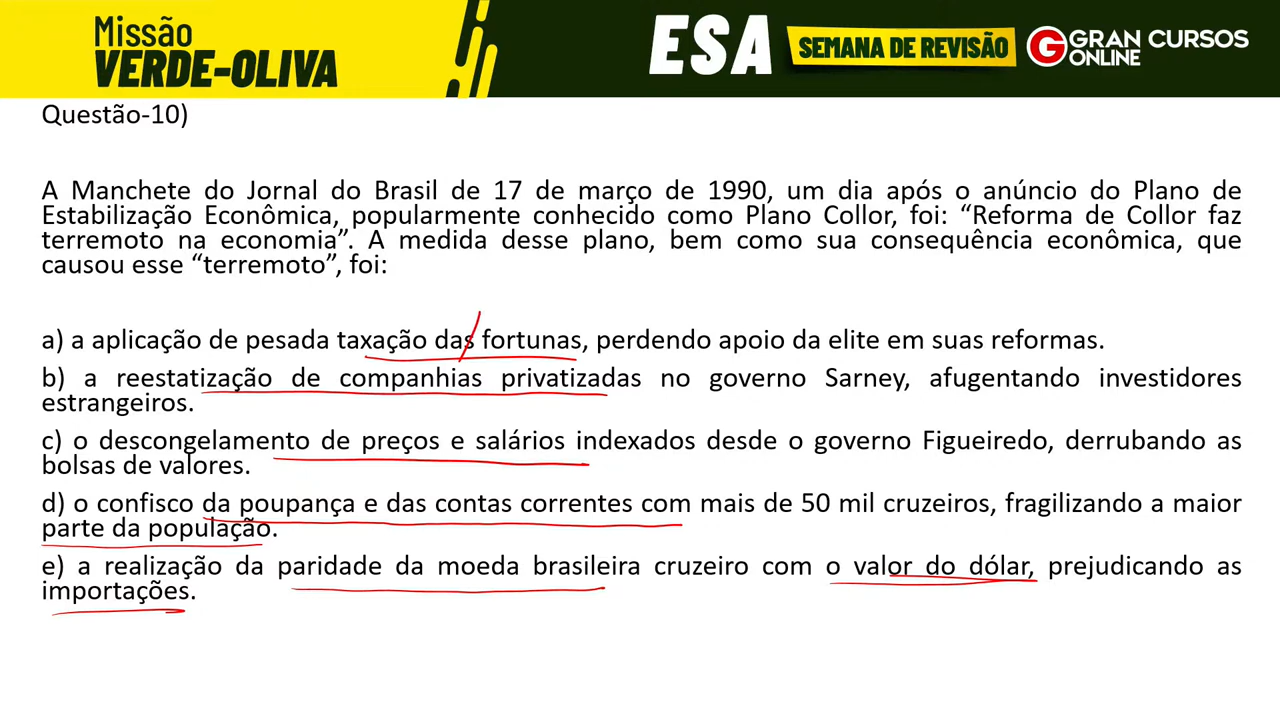 Missão
VERDE-OLIVA
ESA
SEMANA DE REVISÃO
G GRAN CURSOS
ONLINE
Questão-10)
A Manchete do Jornal do Brasil de 17 de março de 1990, um dia após o anúncio do Plano de
Estabilização Econômica, popularmente conhecido como Plano Collor, foi: “Reforma de Collor faz
terremoto na economia”. A medida desse plano, bem como sua consequência econômica, que
causou esse “terremoto”, foi:
a) a aplicação de pesada taxação das fortunas, perdendo apoio da elite em suas reformas.
b) a reestatização de companhias privatizadas no governo Sarney, afugentando investidores
estrangeiros.
c) o descongelamento de preços e salários indexados desde o governo Figueiredo, derrubando as
bolsas de valores.
d) o confisco da poupança e das contas correntes com mais de 50 mil cruzeiros, fragilizando a maior
parte da população.
e) a realização da paridade da moeda brasileira cruzeiro com o valor do dólar, prejudicando as
importações.